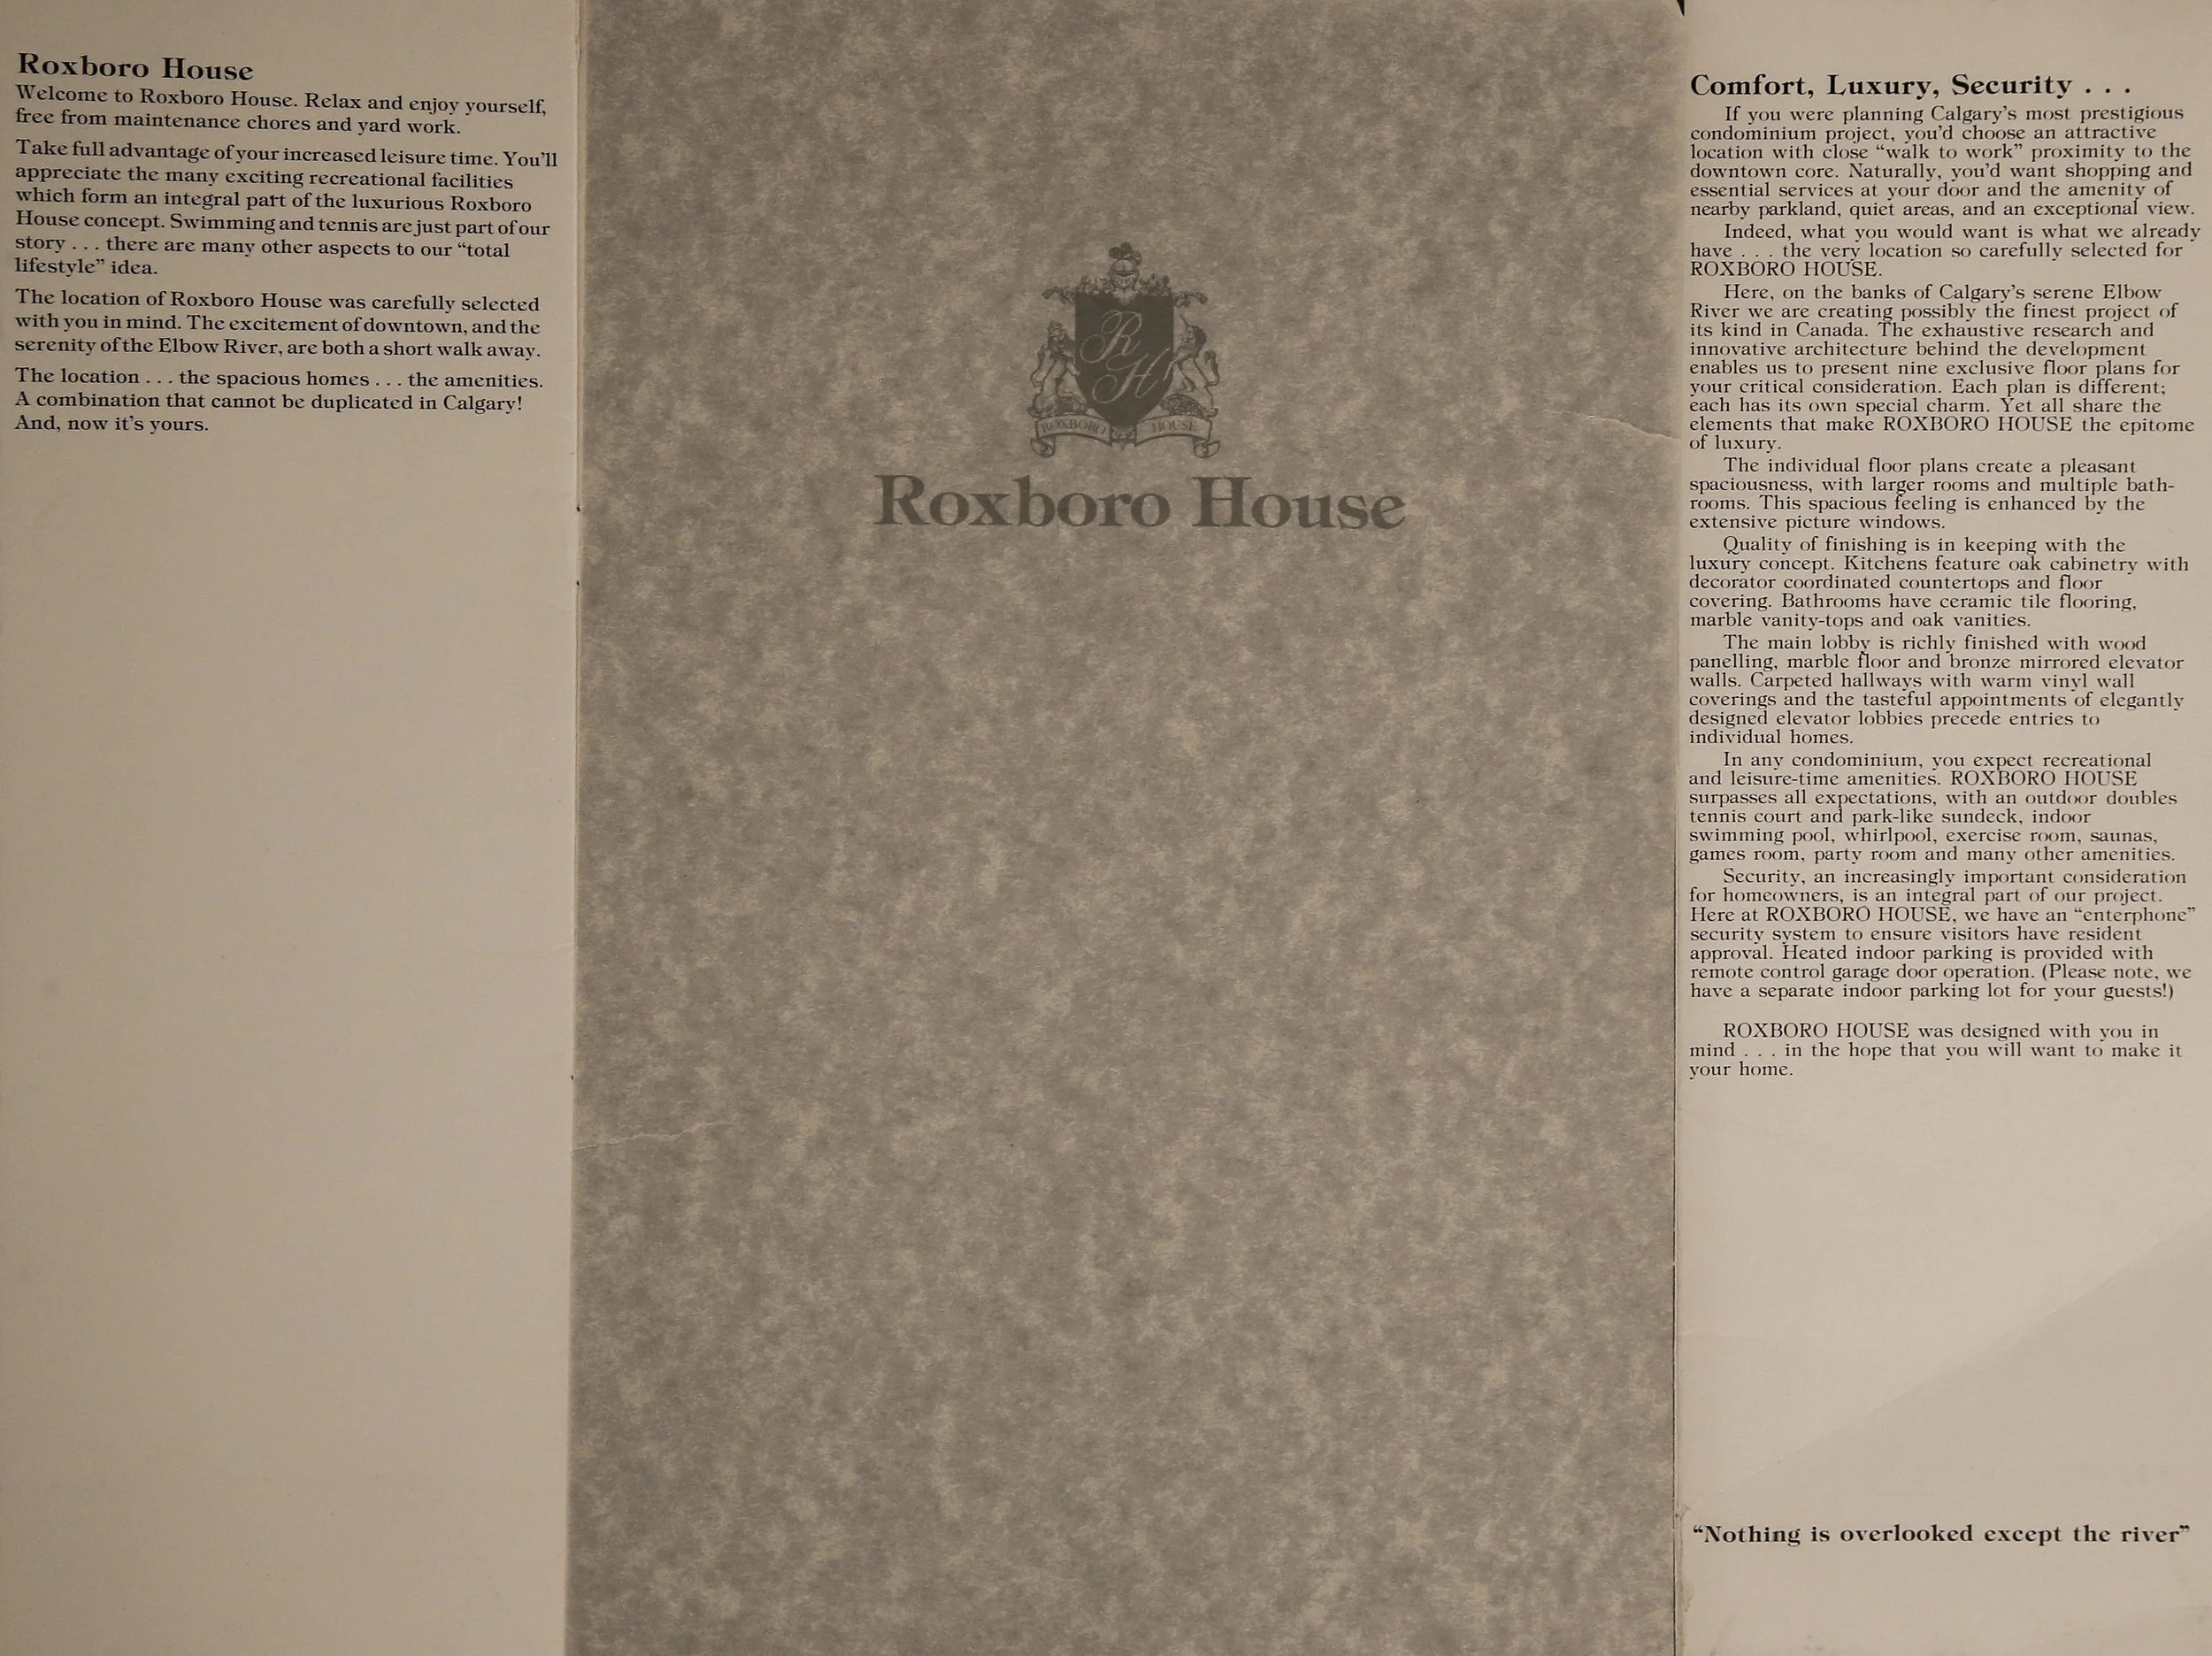 Roxboro House
Welcome to Roxboro House. Relax and enjoy yourself,
free from maintenance chores and yard work.
Take full advantage of your increased leisure time. You'll
appreciate the many exciting recreational facilities
which form an integral part of the luxurious Roxboro
House concept. Swimming and tennis are just part of our
story . . . there are many other aspects to our “total
lifestyle” idea.
The location of Roxboro House was carefully selected
with you in mind. The excitement of downtown, and the
serenity of the Elbow River, are both a short walk away.
The location . . . the spacious homes . . . the amenities.
A combination that cannot be duplicated in Calgary!
And, now it's yours.
RH
ROXBORO HOUSE
Roxboro House
Comfort, Luxury, Security . . .
If you were planning Calgary's most prestigious
condominium project, you'd choose an attractive
location with close “walk to work” proximity to the
downtown core. Naturally, you'd want shopping and
essential services at your door and the amenity of
nearby parkland, quiet areas, and an exceptional view.
Indeed, what you would want is what we already
have . . . the very location so carefully selected for
ROXBORO HOUSE.
Here, on the banks of Calgary's serene Elbow
River we are creating possibly the finest project of
its kind in Canada. The exhaustive research and
innovative architecture behind the development
enables us to present nine exclusive floor plans for
your critical consideration. Each plan is different;
each has its own special charm. Yet all share the
elements that make ROXBORO HOUSE the epitome
of luxury.
The individual floor plans create a pleasant
spaciousness, with larger rooms and multiple bath-
rooms. This spacious feeling is enhanced by the
extensive picture windows.
Quality of finishing is in keeping with the
luxury concept. Kitchens feature oak cabinetry with
decorator coordinated countertops and floor
covering. Bathrooms have ceramic tile flooring,
marble vanity-tops and oak vanities.
The main lobby is richly finished with wood
panelling, marble floor and bronze mirrored elevator
walls. Carpeted hallways with warm vinyl wall
coverings and the tasteful appointments of elegantly
designed elevator lobbies precede entries to
individual homes.
In any condominium, you expect recreational
and leisure-time amenities. ROXBORO HOUSE
surpasses all expectations, with an outdoor doubles
tennis court and park-like sundeck, indoor
swimming pool, whirlpool, exercise room, saunas,
games room, party room and many other amenities.
Security, an increasingly important consideration
for homeowners, is an integral part of our project.
Here at ROXBORO HOUSE, we have an “enterphone”
security system to ensure visitors have resident
approval. Heated indoor parking is provided with
remote control garage door operation. (Please note, we
have a separate indoor parking lot for your guests!)
ROXBORO HOUSE was designed with you in
mind . . . in the hope that you will want to make it
your home.
“Nothing is overlooked except the river”